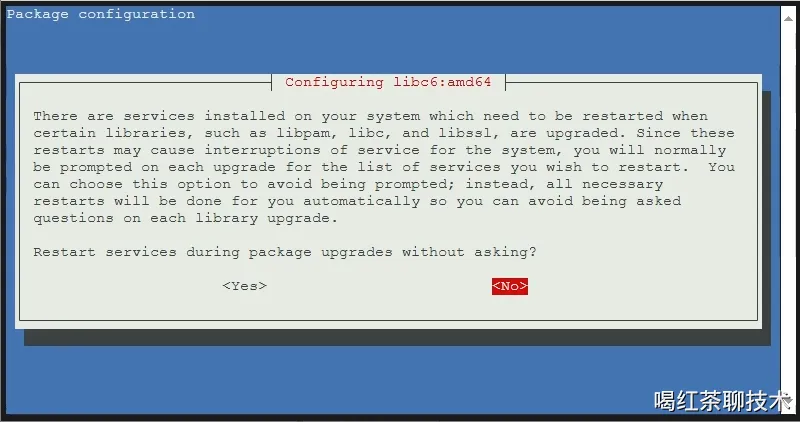 Package configuration
Configuring libc6:amd64
There are services installed on your system which need to be restarted when
certain libraries, such as libpam, libc, and libssl, are upgraded. Since these
restarts may cause interruptions of service for the system, you will normally
be prompted on each upgrade for the list of services you wish to restart.  You
can choose this option to avoid being prompted; instead, all necessary
restarts will be done for you automatically so you can avoid being asked
questions on each library upgrade.
Restart services during package upgrades without asking?
<Yes> <No>
喝红茶聊技术